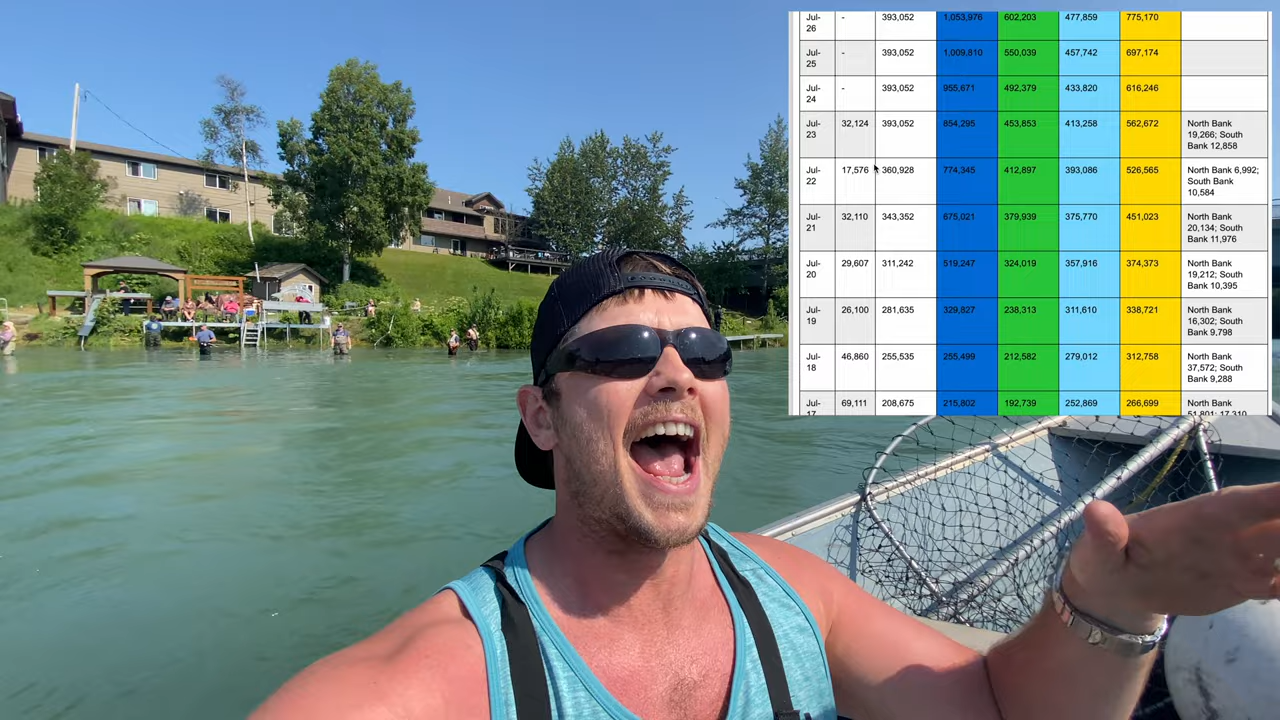 Jul-26 - 393,052 1,053,976 602,203 477,859 775,170
Jul-25 - 393,052 1,009,810 550,039 457,742 697,174
Jul-24 - 393,052 955,671 492,379 433,820 616,246
Jul-23 32,124 393,052 854,295 453,853 413,258 562,672 North Bank 19,266; South Bank 12,858
Jul-22 17,576 360,928 774,345 412,897 393,086 526,565 North Bank 6,992; South Bank 10,584
Jul-21 32,110 343,352 675,021 379,939 375,770 451,023 North Bank 20,134; South Bank 11,976
Jul-20 29,607 311,242 519,247 324,019 357,916 374,373 North Bank 19,212; South Bank 10,395
Jul-19 26,100 281,635 329,827 238,313 311,610 338,721 North Bank 16,302; South Bank 9,798
Jul-18 46,860 255,535 255,499 212,582 279,012 312,758 North Bank 37,572; South Bank 9,288
Jul-17 69,111 208,675 215,802 192,739 252,869 266,699 North Bank 51,801; 17,310